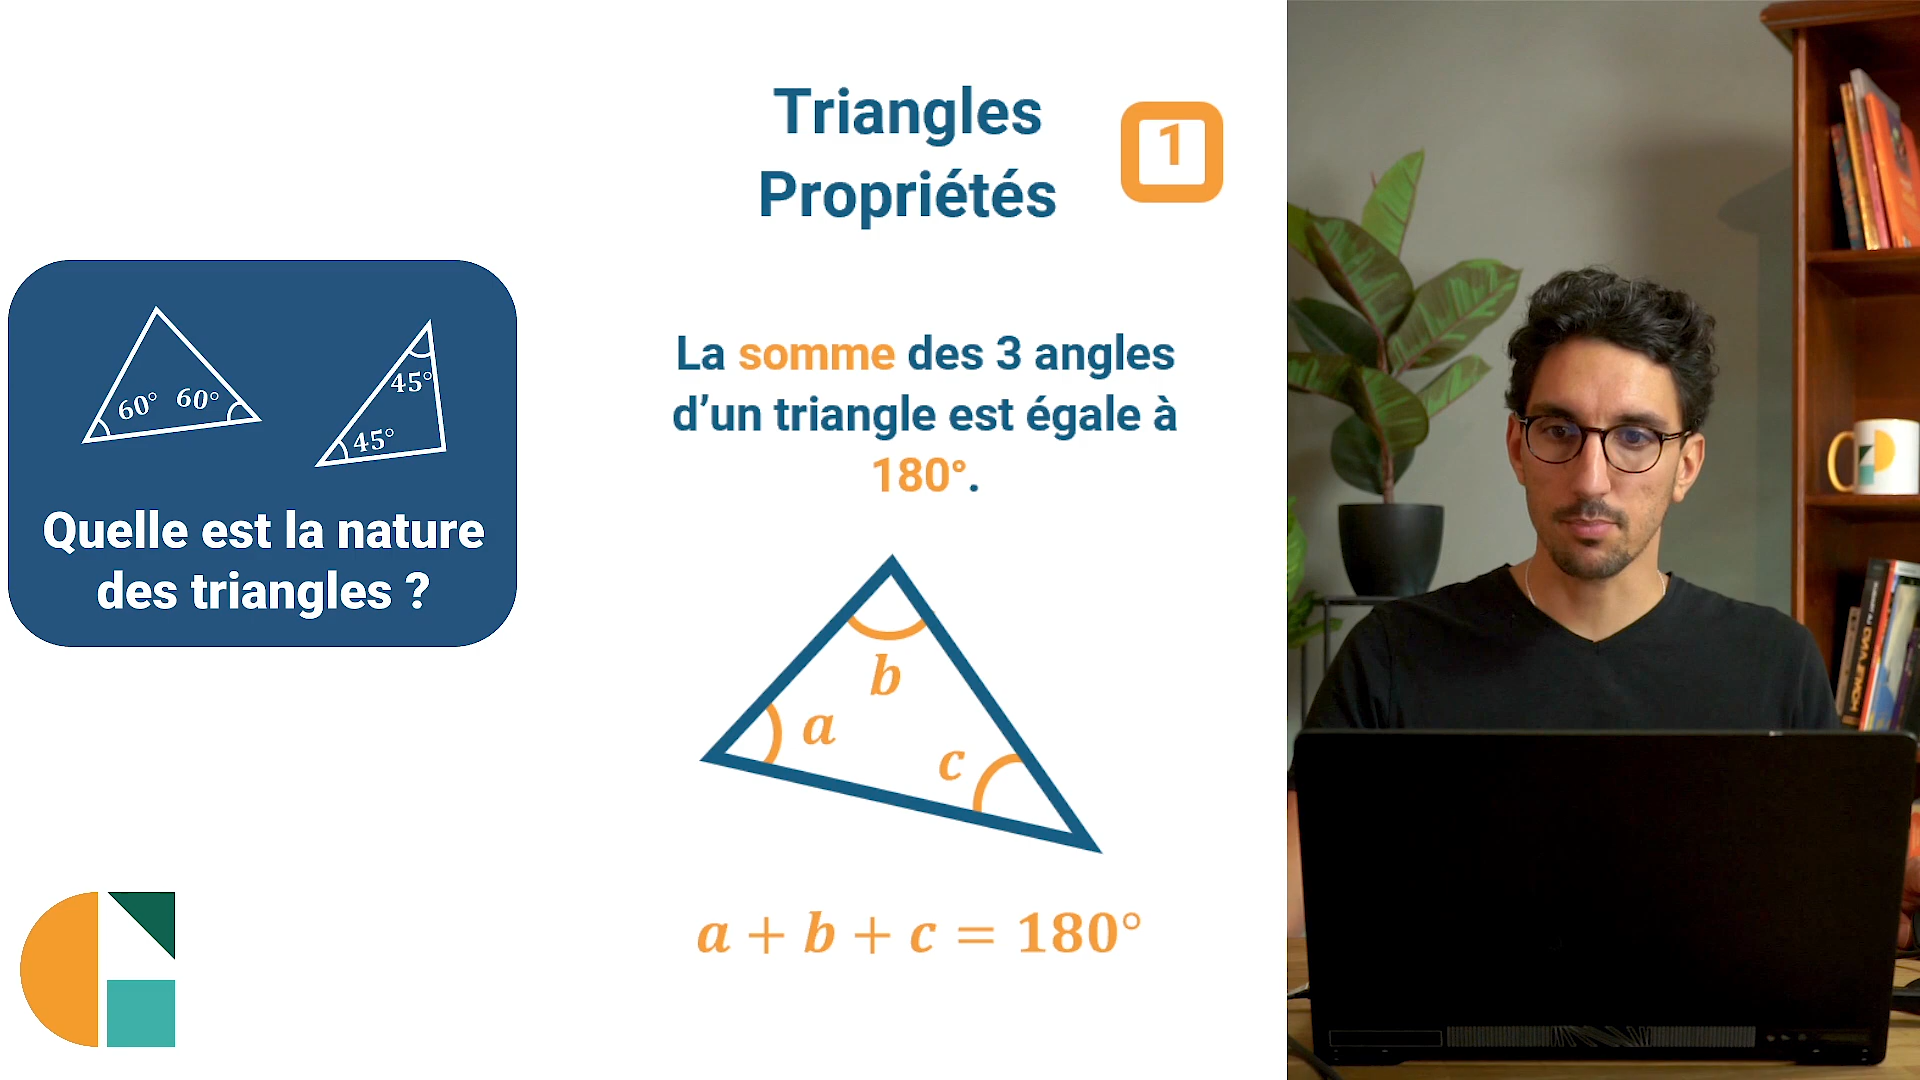 Triangles
Propriétés
1
60° 60°
45°
45°
Quelle est la nature
des triangles ?
La somme des 3 angles
d’un triangle est égale à
180°.
b
a
c
a + b + c = 180°